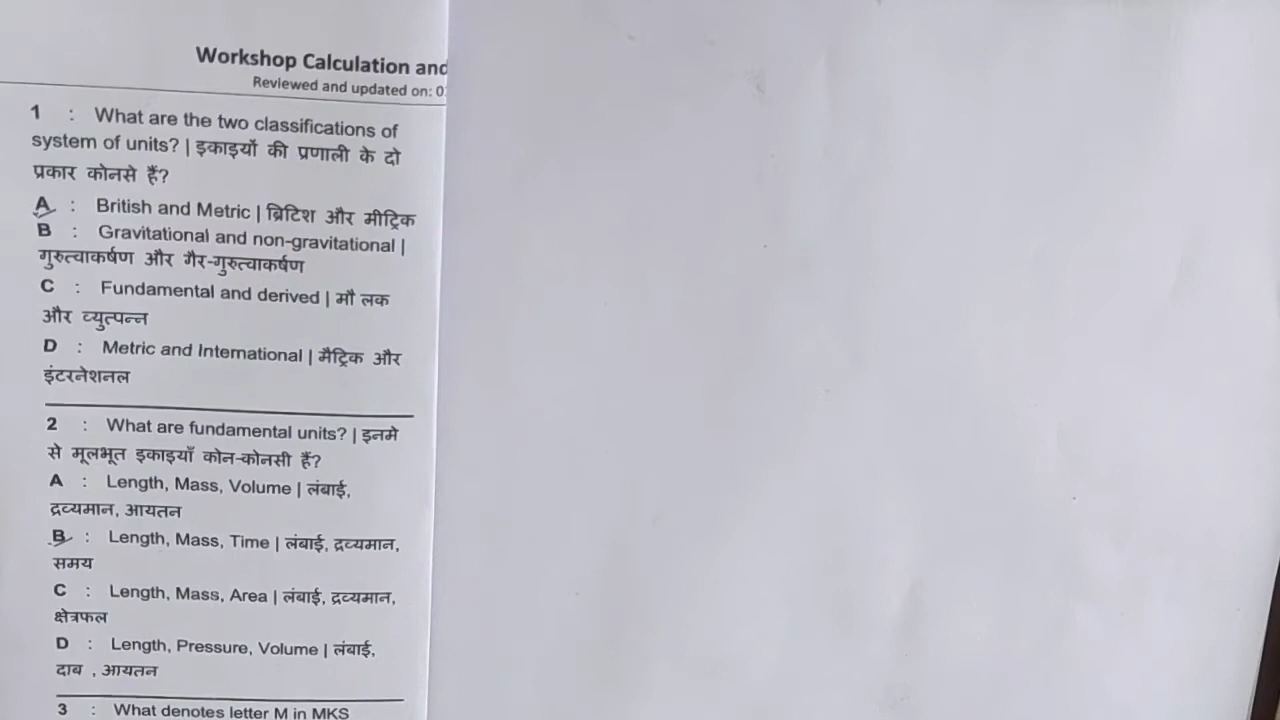 Workshop Calculation and
Reviewed and updated on: 0
1 : What are the two classifications of
system of units? | इकाइयों की प्रणाली के दो
प्रकार कोनसे हैं?
A : British and Metric | ब्रिटिश और मीट्रिक
B : Gravitational and non-gravitational |
गुरुत्वाकर्षण और गैर-गुरुत्वाकर्षण
C : Fundamental and derived | मौ लक
और व्युत्पन्न
D : Metric and International | मैट्रिक और
इंटरनेशनल
2 : What are fundamental units? | इनमे
से मूलभूत इकाइयाँ कोन-कोनसी हैं?
A : Length, Mass, Volume | लंबाई,
द्रव्यमान, आयतन
B : Length, Mass, Time | लंबाई, द्रव्यमान,
समय
C : Length, Mass, Area | लंबाई, द्रव्यमान,
क्षेत्रफल
D : Length, Pressure, Volume | लंबाई,
दाब , आयतन
3 : What denotes letter M in MKS